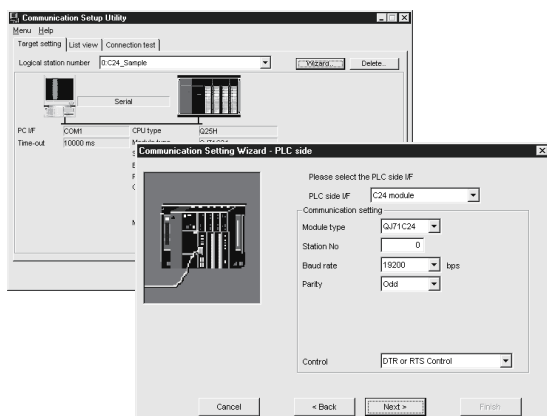 Communication Setup Utility
Menu Help
Target setting List view Connection test
Logical station number 0:C24_Sample Wizard... Delete...
Serial
PC I/F COM1 CPU type Q25H
Time-out 10000 ms
Communication Setting Wizard - PLC side
Please select the PLC side I/F
PLC side I/F C24 module
Communication setting
Module type QJ71C24
Station No 0
Baud rate 19200 bps
Parity Odd
Control DTR or RTS Control
Cancel < Back Next > Finish